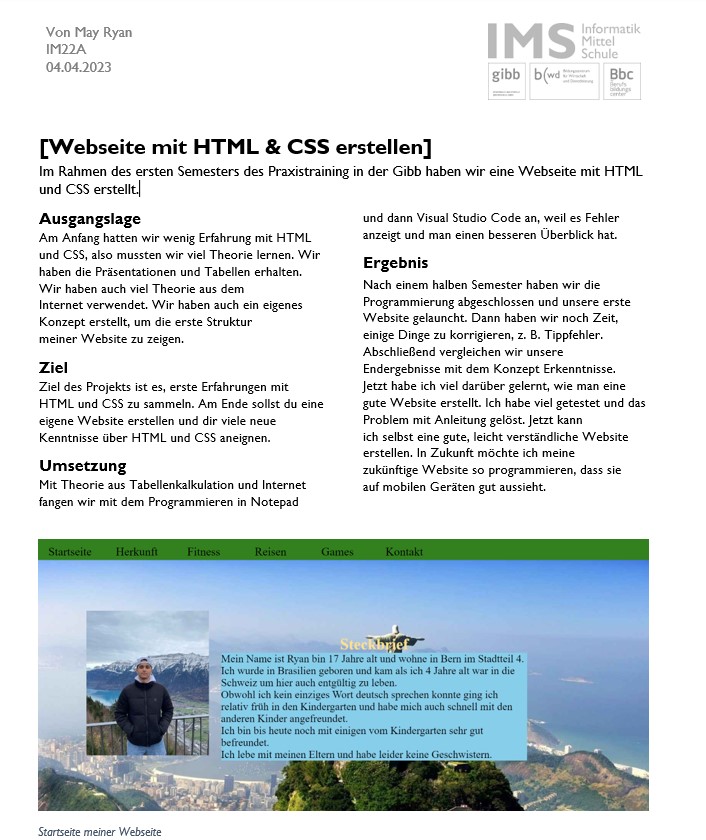 Von May Ryan
IM22A
04.04.2023
IMS Informatik
Mittel
Schule
gibb
b(wd
Bbc
[Webseite mit HTML & CSS erstellen]
Im Rahmen des ersten Semesters des Praxistraining in der Gibb haben wir eine Webseite mit HTML
und CSS erstellt.
Ausgangslage
Am Anfang hatten wir wenig Erfahrung mit HTML
und CSS, also mussten wir viel Theorie lernen. Wir
haben die Präsentationen und Tabellen erhalten.
Wir haben auch viel Theorie aus dem
Internet verwendet. Wir haben auch ein eigenes
Konzept erstellt, um die erste Struktur
meiner Website zu zeigen.
Ziel
Ziel des Projekts ist es, erste Erfahrungen mit
HTML und CSS zu sammeln. Am Ende sollst du eine
eigene Website erstellen und dir viele neue
Kenntnisse über HTML und CSS aneignen.
Umsetzung
Mit Theorie aus Tabellenkalkulation und Internet
fangen wir mit dem Programmieren in Notepad
und dann Visual Studio Code an, weil es Fehler
anzeigt und man einen besseren Überblick hat.
Ergebnis
Nach einem halben Semester haben wir die
Programmierung abgeschlossen und unsere erste
Website gelauncht. Dann haben wir noch Zeit,
einige Dinge zu korrigieren, z. B. Tippfehler.
Abschließend vergleichen wir unsere
Endergebnisse mit dem Konzept Erkenntnisse.
Jetzt habe ich viel darüber gelernt, wie man eine
gute Website erstellt. Ich habe viel getestet und das
Problem mit Anleitung gelöst. Jetzt kann
ich selbst eine gute, leicht verständliche Website
erstellen. In Zukunft möchte ich meine
zukünftige Website so programmieren, dass sie
auf mobilen Geräten gut aussieht.
Startseite Herkunft Fitness Reisen Games Kontakt
Steckbrief
Mein Name ist Ryan bin 17 Jahre alt und wohne in Bern im Stadtteil 4.
Ich wurde in Brasilien geboren und kam als ich 4 Jahre alt war in die
Schweiz um hier auch entgültig zu leben.
Obwohl ich kein einziges Wort deutsch sprechen konnte ging ich
relativ früh in den Kindergarten und habe mich auch schnell mit den
anderen Kinder angefreundet.
Ich bin bis heute noch mit einigen vom Kindergarten sehr gut
befreundet.
Ich lebe mit meinen Eltern und habe leider keine Geschwistern.
Startseite meiner Webseite